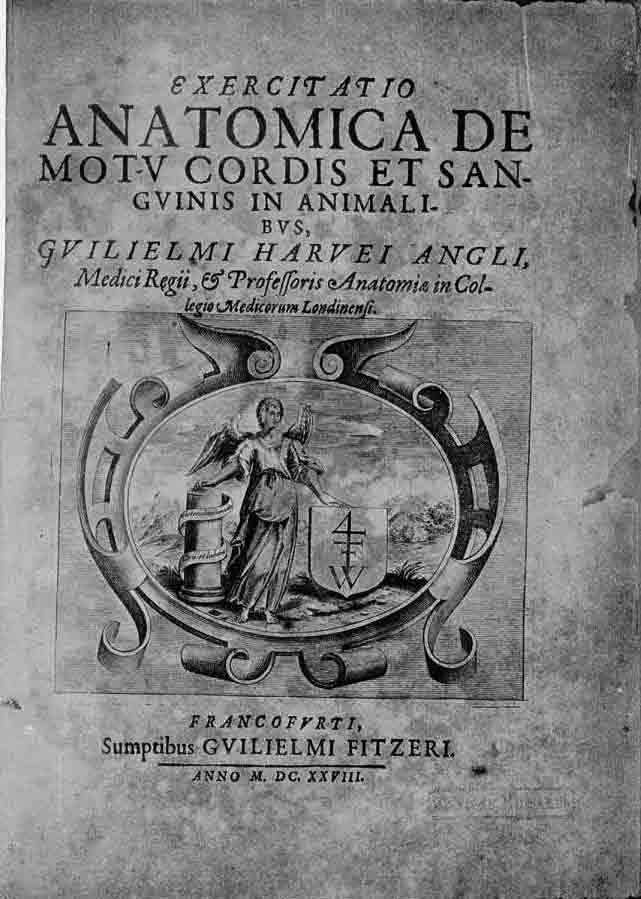 EXERCITATIO
ANATOMICA DE
MOTV CORDIS ET SAN-
GVINIS IN ANIMALI-
BVS,
GVILIELMI HARVEI ANGLI,
Medici Regii, & Professoris Anatomiæ in Col-
legio Medicorum Londinensi.
4
W
FRANCOFVRTI,
Sumptibus GVILIELMI FITZERI.
ANNO M. DC. XXVIII.